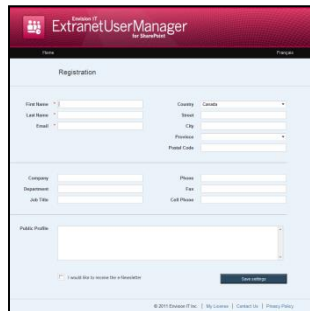 Envision IT
ExtranetUserManager
for SharePoint
Home Français
Registration
First Name * Country Canada
Last Name * Street
Email * City
Province
Postal Code
Company Phone
Department Fax
Job Title Cell Phone
Public Profile
I would like to receive the e-Newsletter
Save settings
© 2011 Envision IT Inc | My License | Contact Us | Privacy Policy